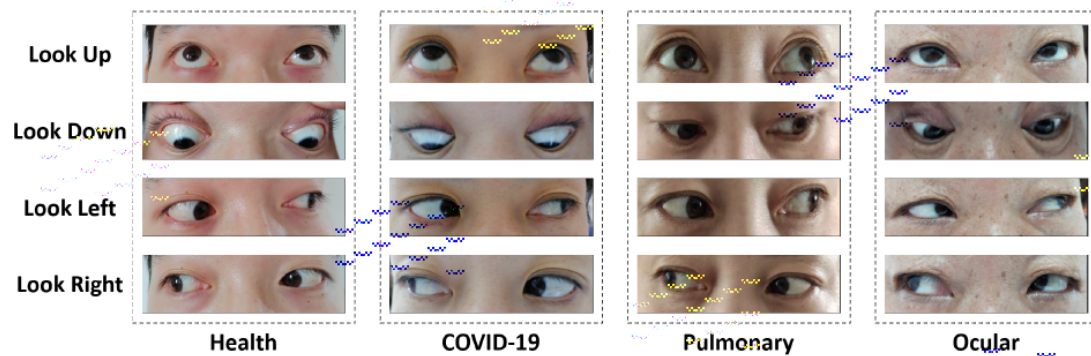 Look Up
Look Down
Look Left
Look Right
Health COVID-19 Pulmonary Ocular